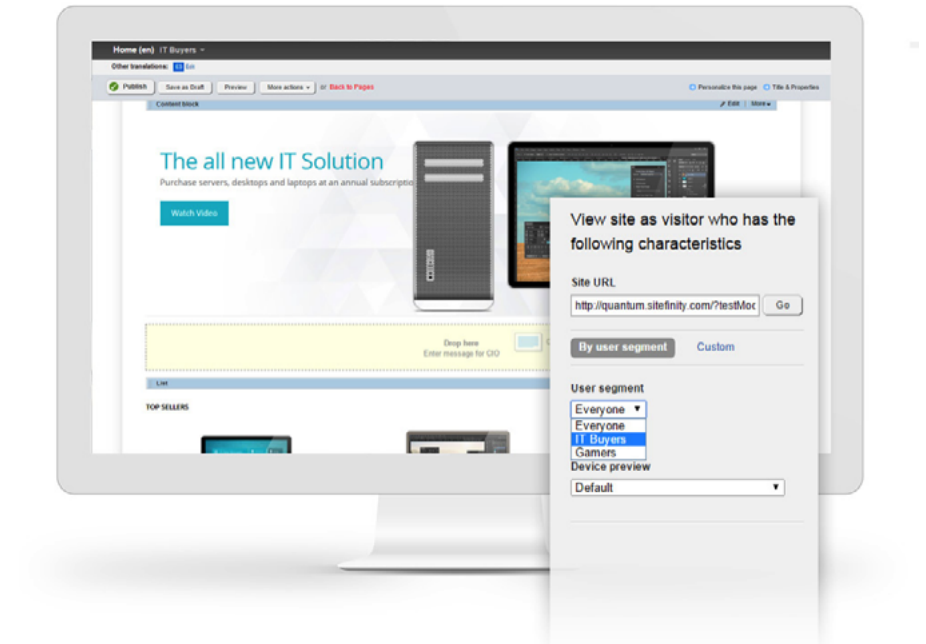 Home (en) IT Buyers
Other translations: ES
Publish Save as Draft Preview More actions or Back to Pages Personalize this page Title & Properties
Content block Edit More
The all new IT Solution
Purchase servers, desktops and laptops at an annual subscriptio
Watch Video
Drop here
Enter message for CIO
List
TOP SELLERS
View site as visitor who has the
following characteristics
Site URL
http://quantum.sitefinity.com/?testMoc Go
By user segment Custom
User segment
Everyone
Everyone
IT Buyers
Gamers
Device preview
Default